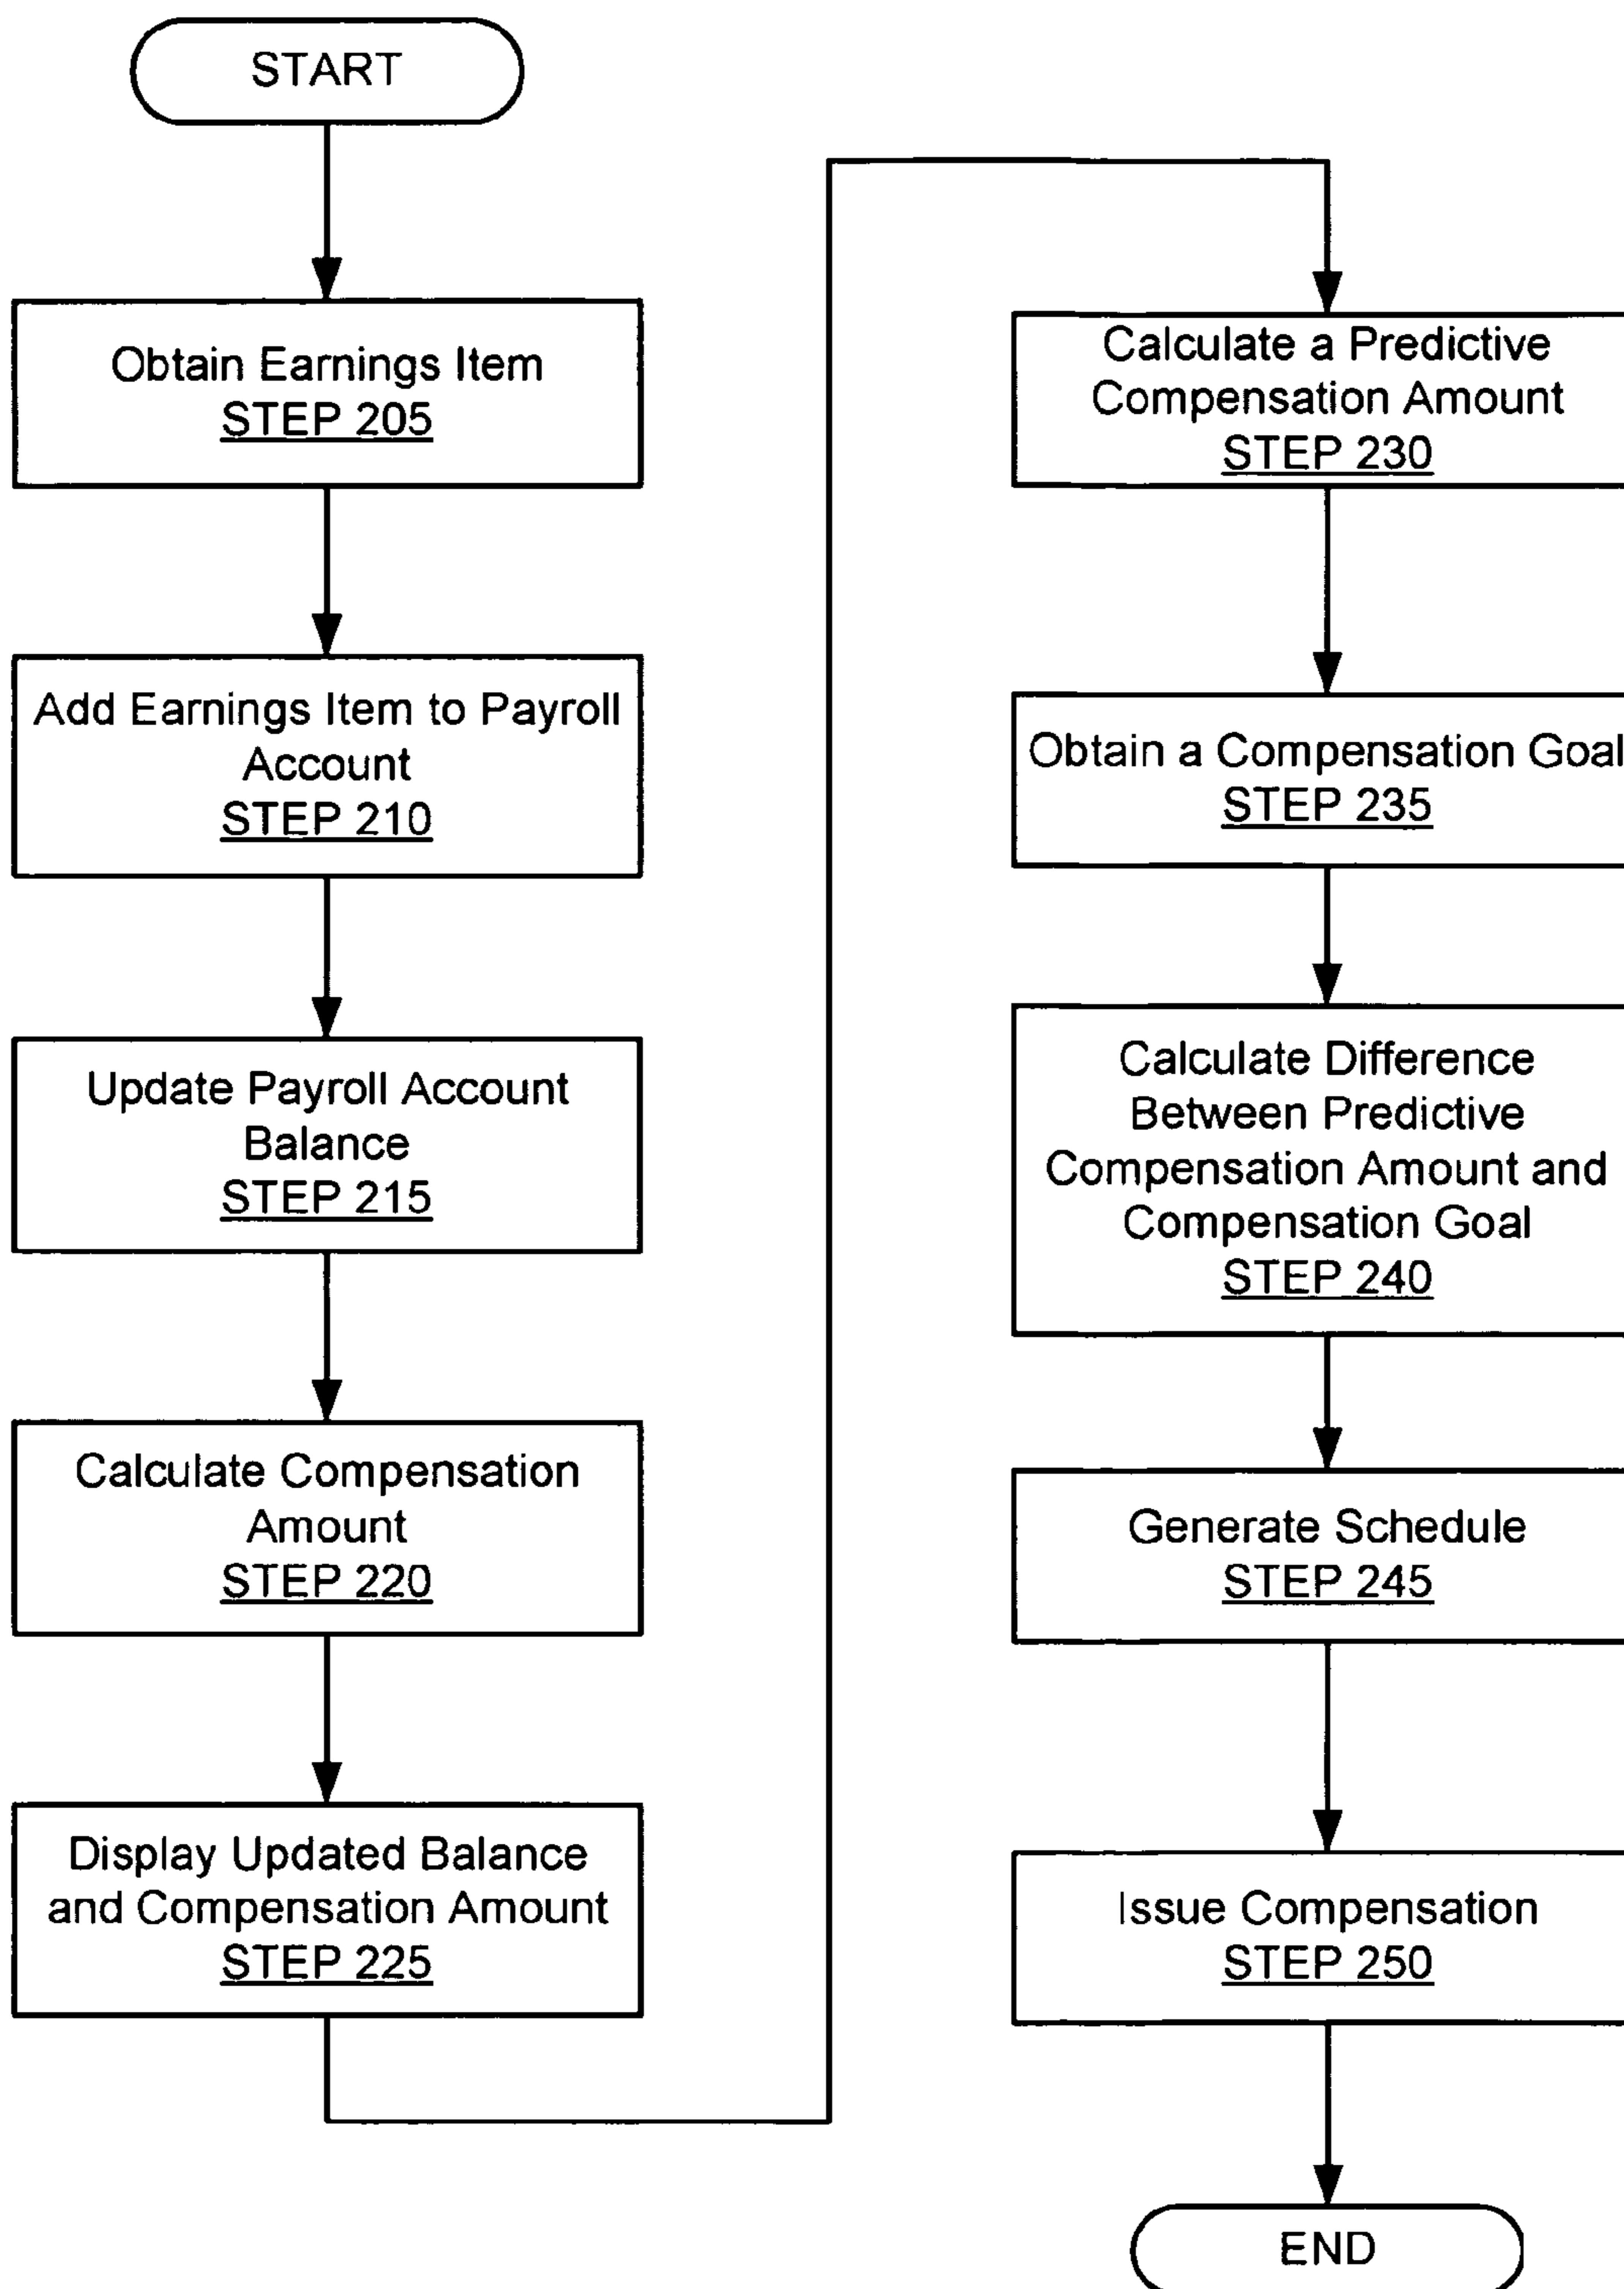 START
Obtain Earnings Item
STEP 205
Add Earnings Item to Payroll
Account
STEP 210
Update Payroll Account
Balance
STEP 215
Calculate Compensation
Amount
STEP 220
Display Updated Balance
and Compensation Amount
STEP 225
Calculate a Predictive
Compensation Amount
STEP 230
Obtain a Compensation Goal
STEP 235
Calculate Difference
Between Predictive
Compensation Amount and
Compensation Goal
STEP 240
Generate Schedule
STEP 245
Issue Compensation
STEP 250
END